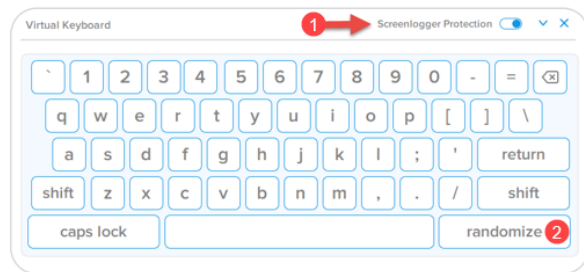 Virtual Keyboard 1 Screenlogger Protection
` 1 2 3 4 5 6 7 8 9 0 - =
q w e r t y u i o p [ ] \
a s d f g h j k l ; ' return
shift z x c v b n m , . / shift
caps lock randomize 2